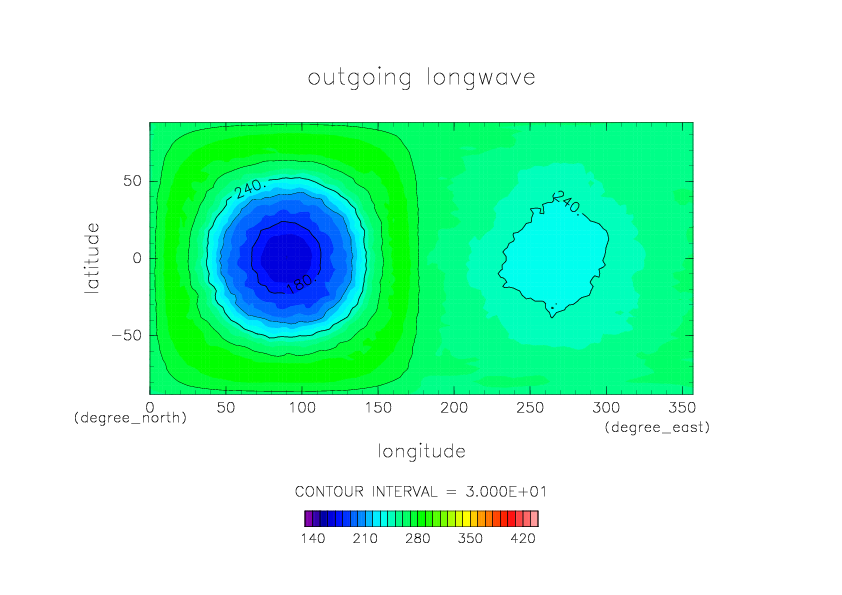 outgoing longwave
240.
240.
180.
50
0
−50
latitude
0 50 100 150 200 250 300 350
(degree_north)
(degree_east)
longitude
CONTOUR INTERVAL = 3.000E+01
140 210 280 350 420